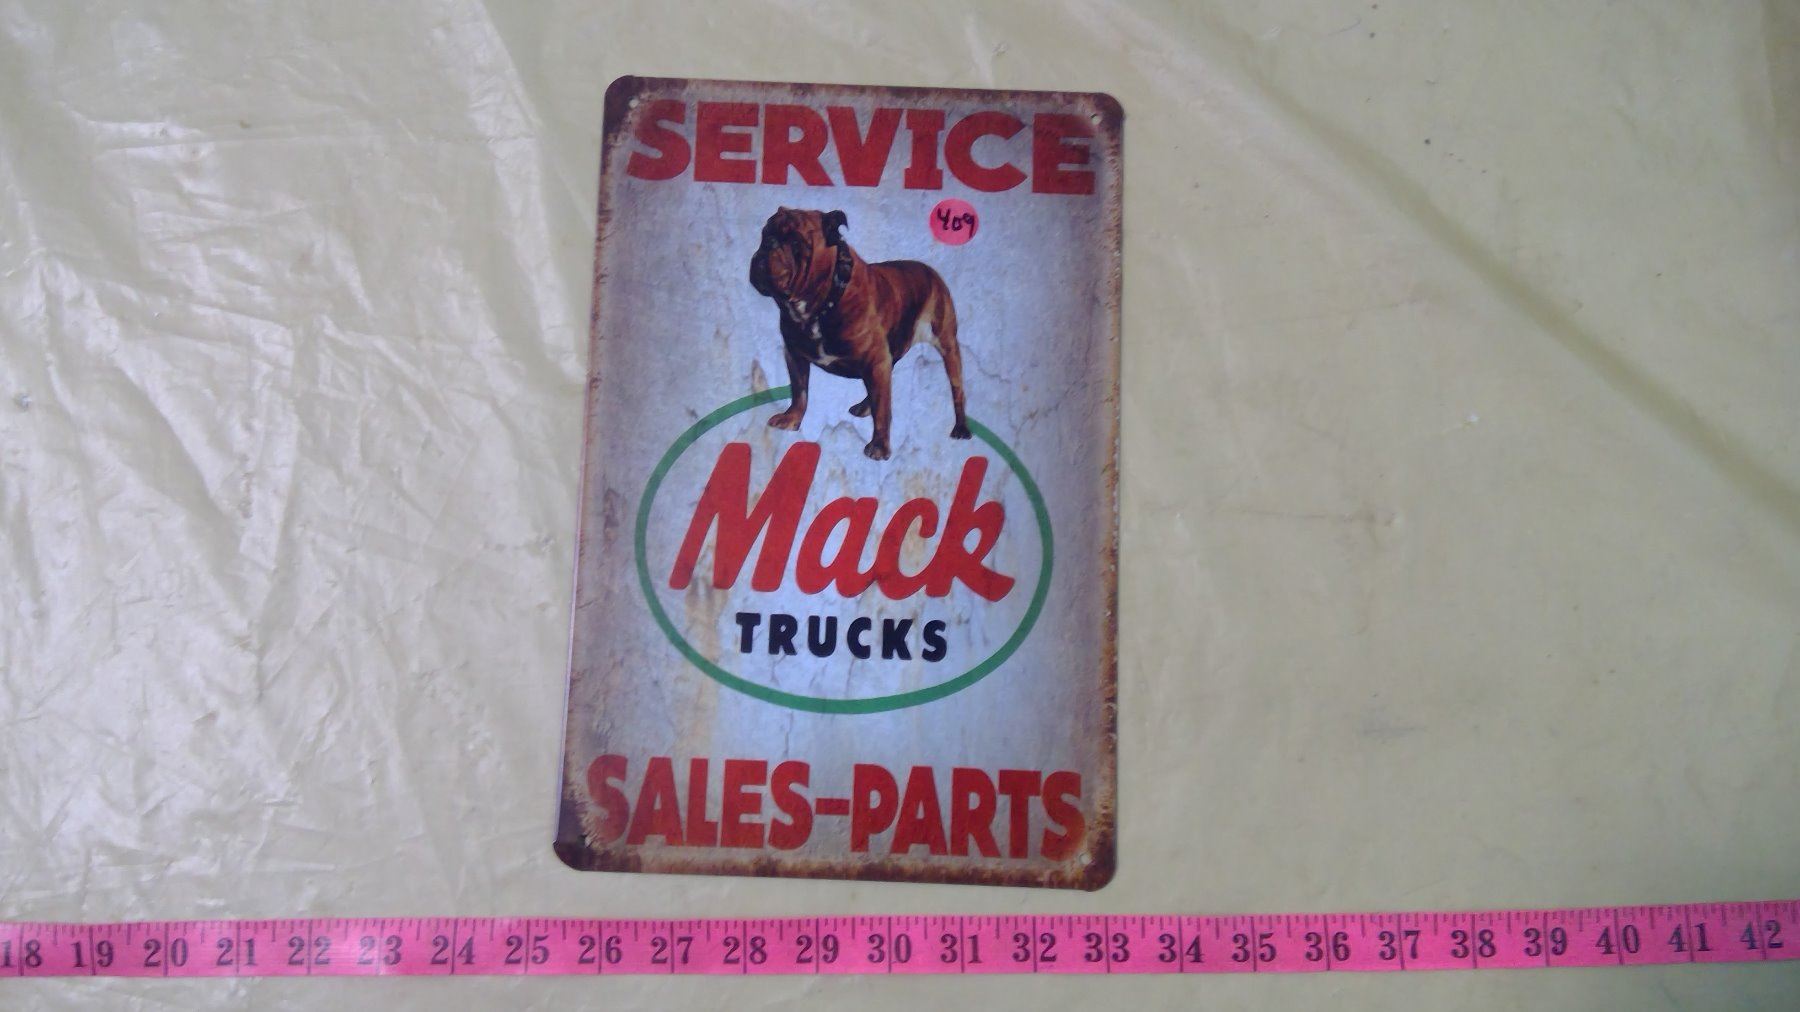 SERVICE
409
Mack
TRUCKS
SALES-PARTS
18 19 20 21 22 23 24 25 26 27 28 29 30 31 32 33 34 35 36 37 38 39 40 41 42